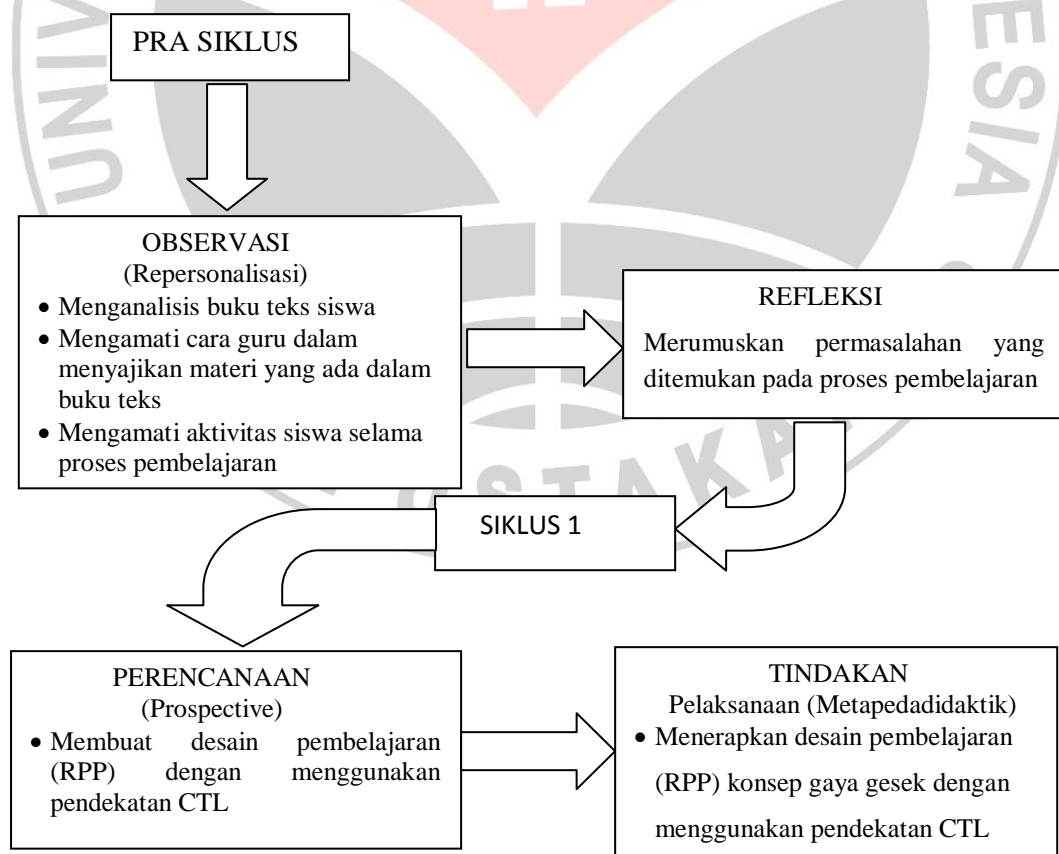 PRA SIKLUS
OBSERVASI
(Repersonalisasi)
• Menganalisis buku teks siswa
• Mengamati cara guru dalam
menyajikan materi yang ada dalam
buku teks
• Mengamati aktivitas siswa selama
proses pembelajaran
REFLEKSI
Merumuskan permasalahan yang
ditemukan pada proses pembelajaran
SIKLUS 1
PERENCANAAN
(Prospective)
• Membuat desain pembelajaran
(RPP) dengan menggunakan
pendekatan CTL
TINDAKAN
Pelaksanaan (Metapedadidaktik)
• Menerapkan desain pembelajaran
(RPP) konsep gaya gesek dengan
menggunakan pendekatan CTL